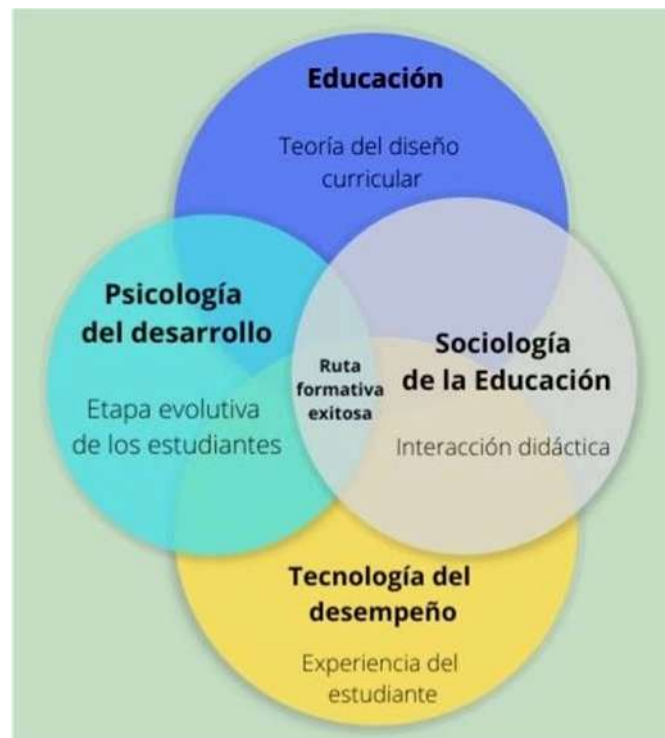 Educación
Teoría del diseño
curricular
Psicología
del desarrollo
Etapa evolutiva
de los estudiantes
Ruta
formativa
exitosa
Sociología
de la Educación
Interacción didáctica
Tecnología del
desempeño
Experiencia del
estudiante